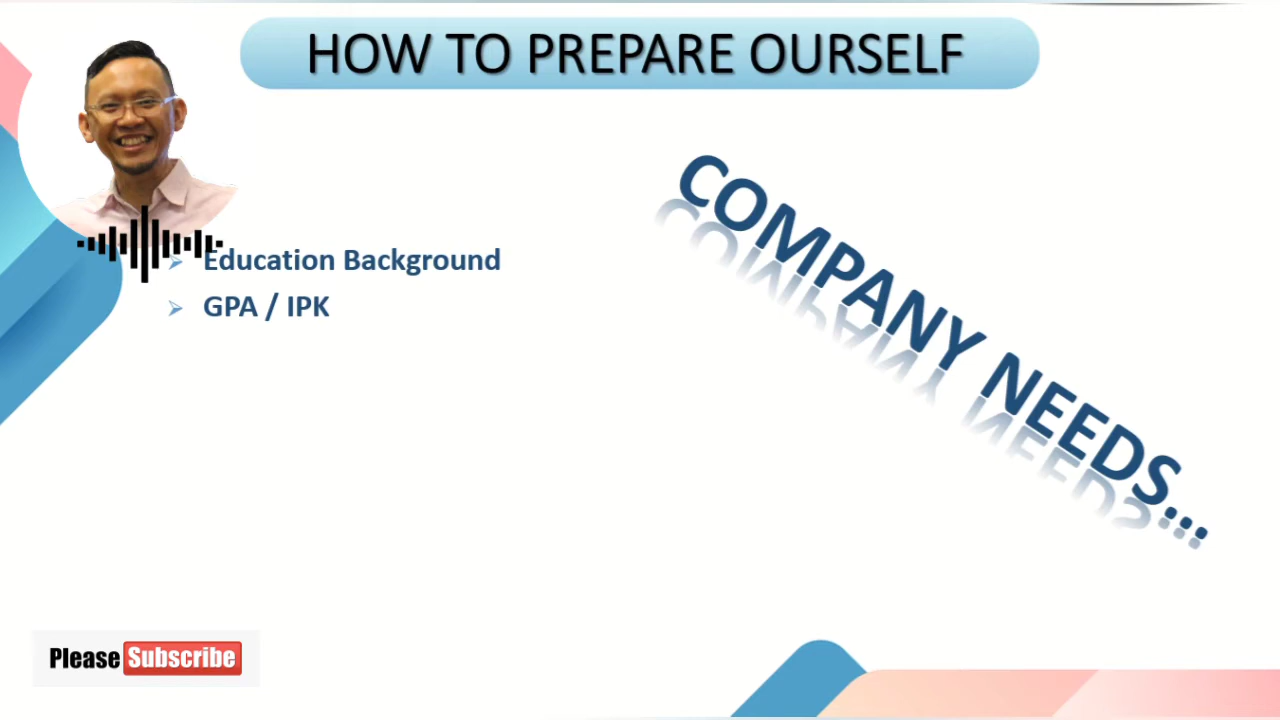 HOW TO PREPARE OURSELF
COMPANY NEEDS...
Education Background
GPA / IPK
Please Subscribe